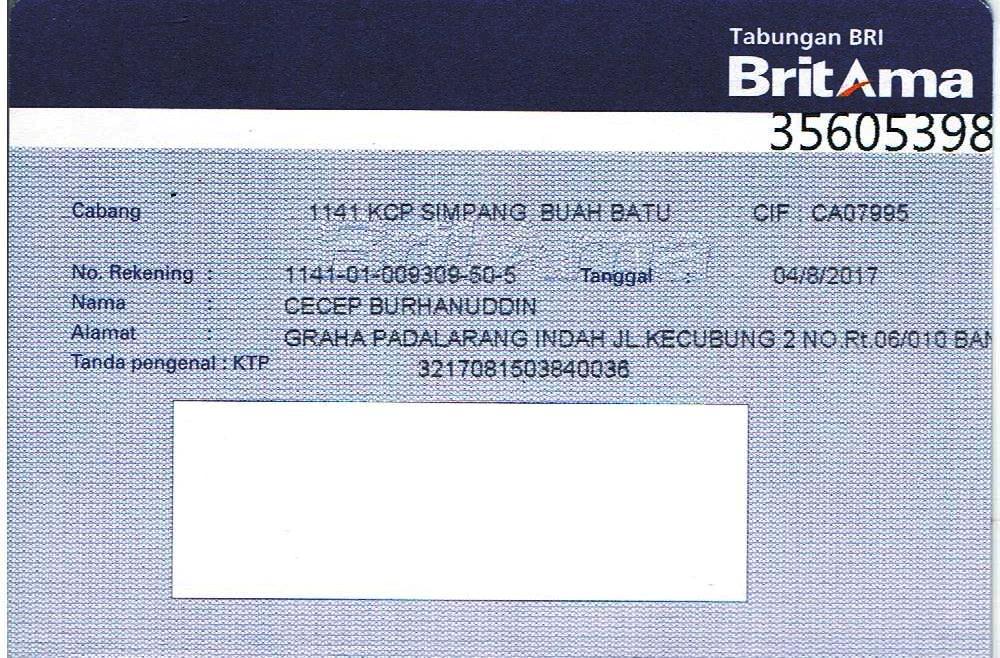 Tabungan BRI
BritAma
35605398
Cabang 1141 KCP SIMPANG BUAH BATU CIF CA07995
No. Rekening : 1141-01-009309-50-5 Tanggal : 04/8/2017
Nama : CECEP BURHANUDDIN
Alamat : GRAHA PADALARANG INDAH JL.KECUBUNG 2 NO.Rt.06/010 BAN
Tanda pengenal : KTP 3217081503840036